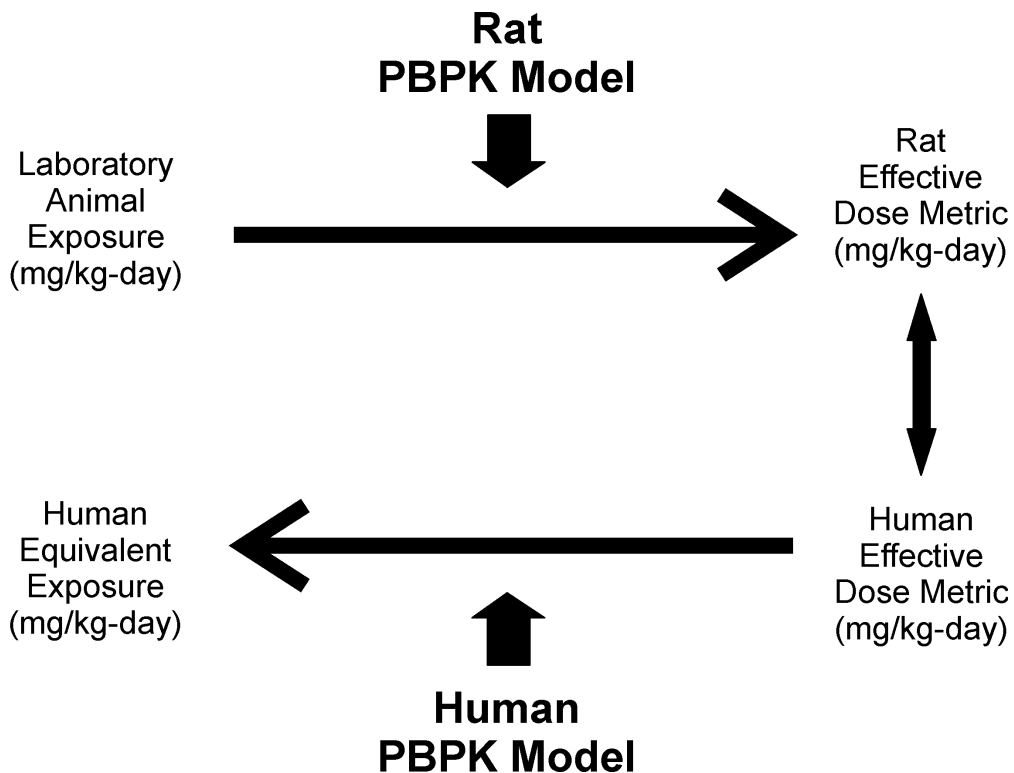 Rat
PBPK Model
Laboratory
Animal
Exposure
(mg/kg-day)
Rat
Effective
Dose Metric
(mg/kg-day)
Human
Equivalent
Exposure
(mg/kg-day)
Human
Effective
Dose Metric
(mg/kg-day)
Human
PBPK Model